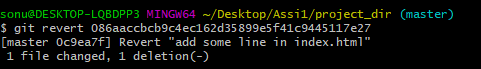 sonu@DESKTOP-LQBDPP3 MINGW64 ~/Desktop/Assi1/project_dir (master)
$ git revert 086aaccbcb9c4ec162d35899e5f41c9445117e27
[master 0c9ea7f] Revert "add some line in index.html"
1 file changed, 1 deletion(-)